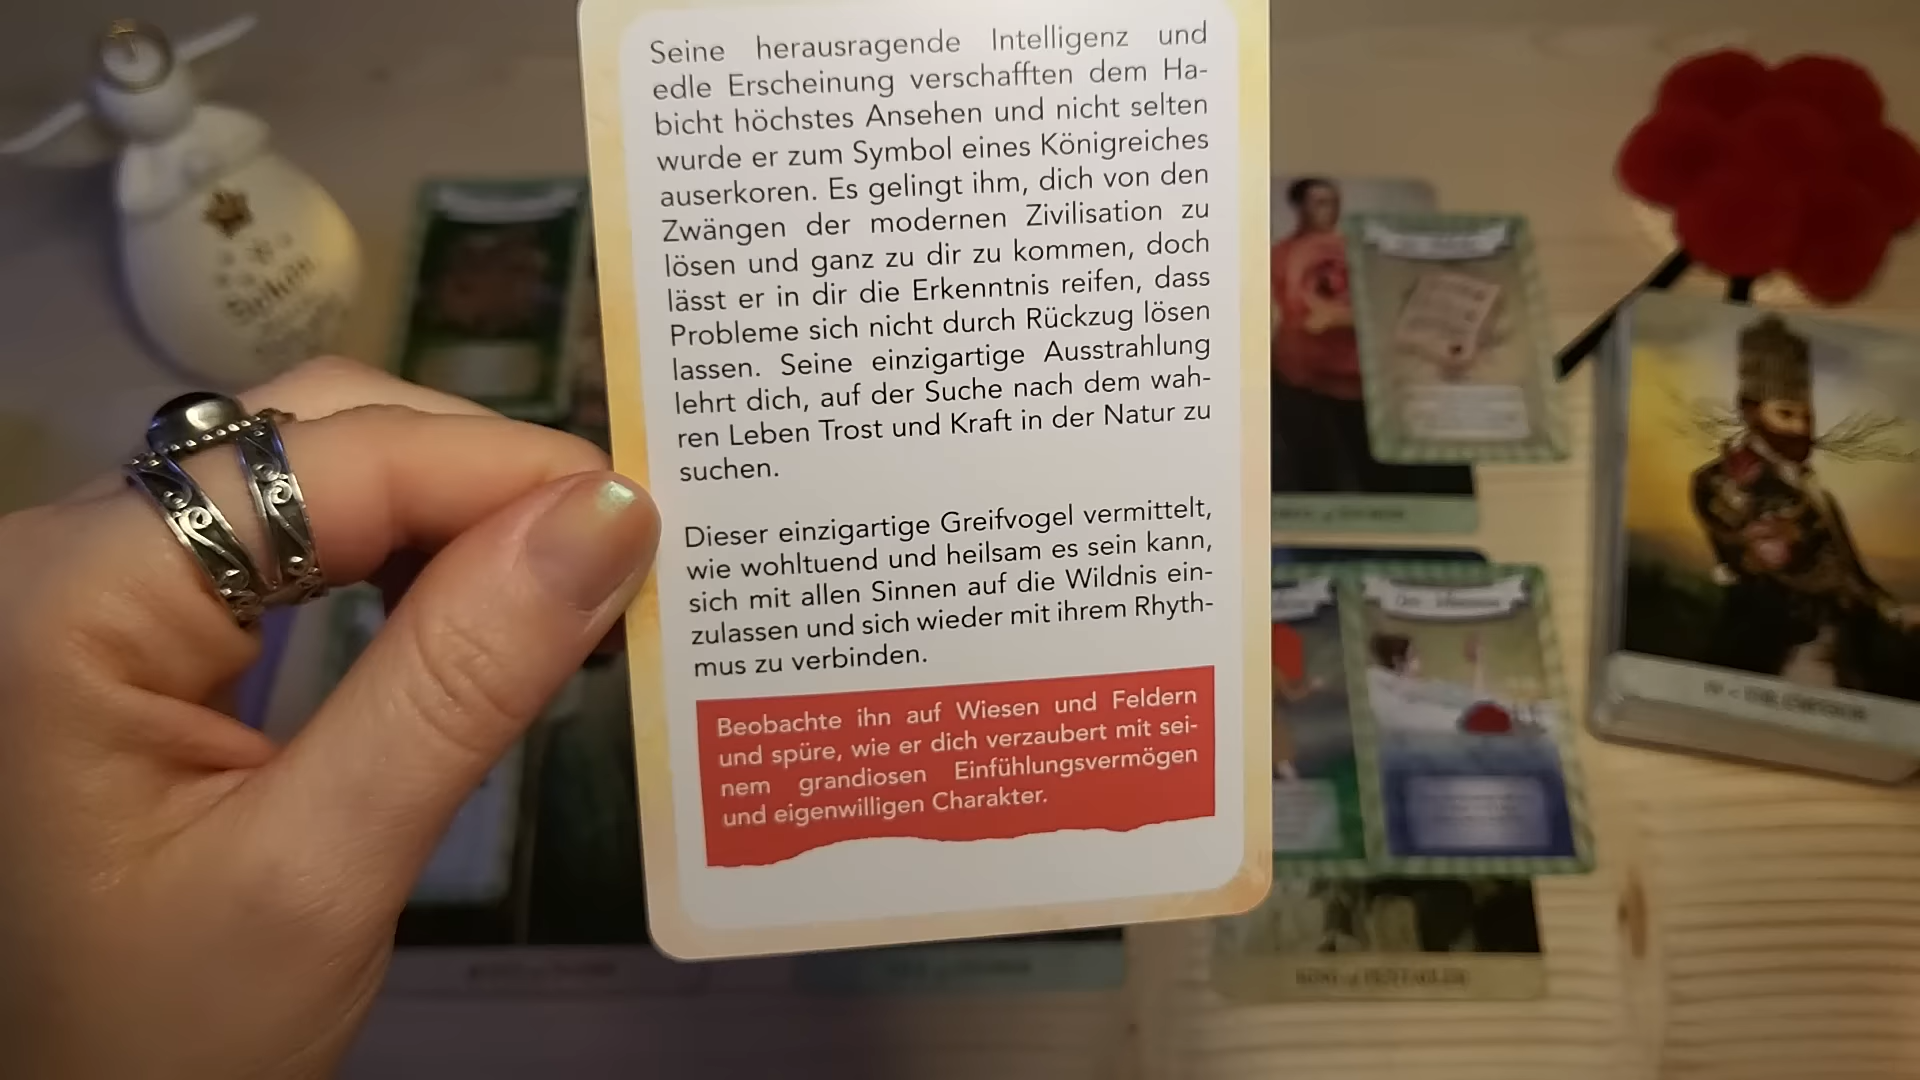 Seine herausragende Intelligenz und
edle Erscheinung verschafften dem Ha-
bicht höchstes Ansehen und nicht selten
wurde er zum Symbol eines Königreiches
auserkoren. Es gelingt ihm, dich von den
Zwängen der modernen Zivilisation zu
lösen und ganz zu dir zu kommen, doch
lässt er in dir die Erkenntnis reifen, dass
Probleme sich nicht durch Rückzug lösen
lassen. Seine einzigartige Ausstrahlung
lehrt dich, auf der Suche nach dem wah-
ren Leben Trost und Kraft in der Natur zu
suchen.
Dieser einzigartige Greifvogel vermittelt,
wie wohltuend und heilsam es sein kann,
sich mit allen Sinnen auf die Wildnis ein-
zulassen und sich wieder mit ihrem Rhyth-
mus zu verbinden.
Beobachte ihn auf Wiesen und Feldern
und spüre, wie er dich verzaubert mit sei-
nem grandiosen Einfühlungsvermögen
und eigenwilligen Charakter.
KING of PENTACLES